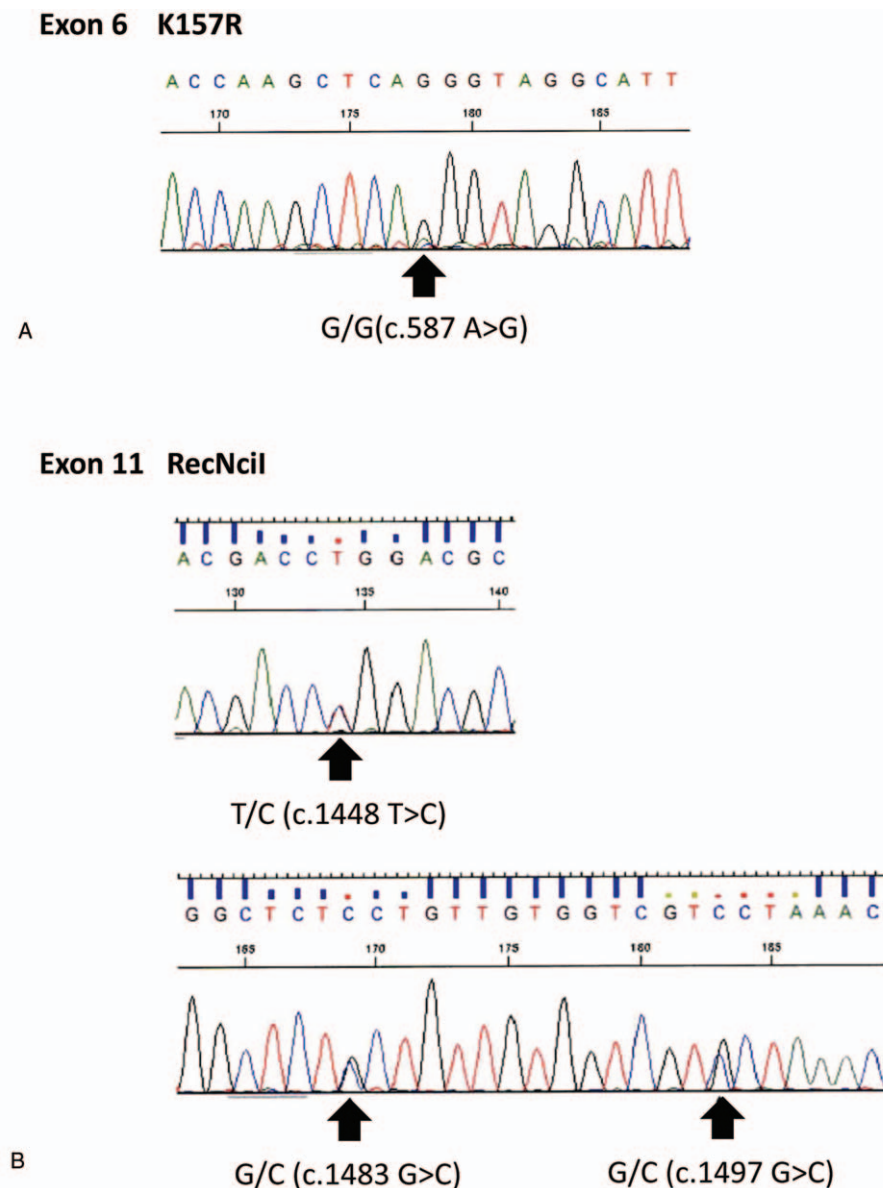 Exon 6 K157R
A C C A A G C T C A G G G T A G G C A T T
170 175 180 185
G/G(c.587 A>G)
A
Exon 11 RecNciI
A C G A C C T G G A C G C
130 135 140
T/C (c.1448 T>C)
G G C T C T C C T G T T G T G G T C G T C C T A A A C
165 170 175 180 185
B
G/C (c.1483 G>C) G/C (c.1497 G>C)